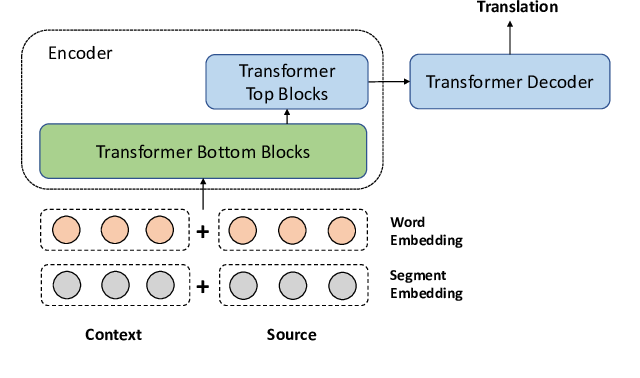 Translation
Encoder
Transformer
Top Blocks
Transformer Decoder
Transformer Bottom Blocks
+
Word
Embedding
+
Segment
Embedding
Context
Source